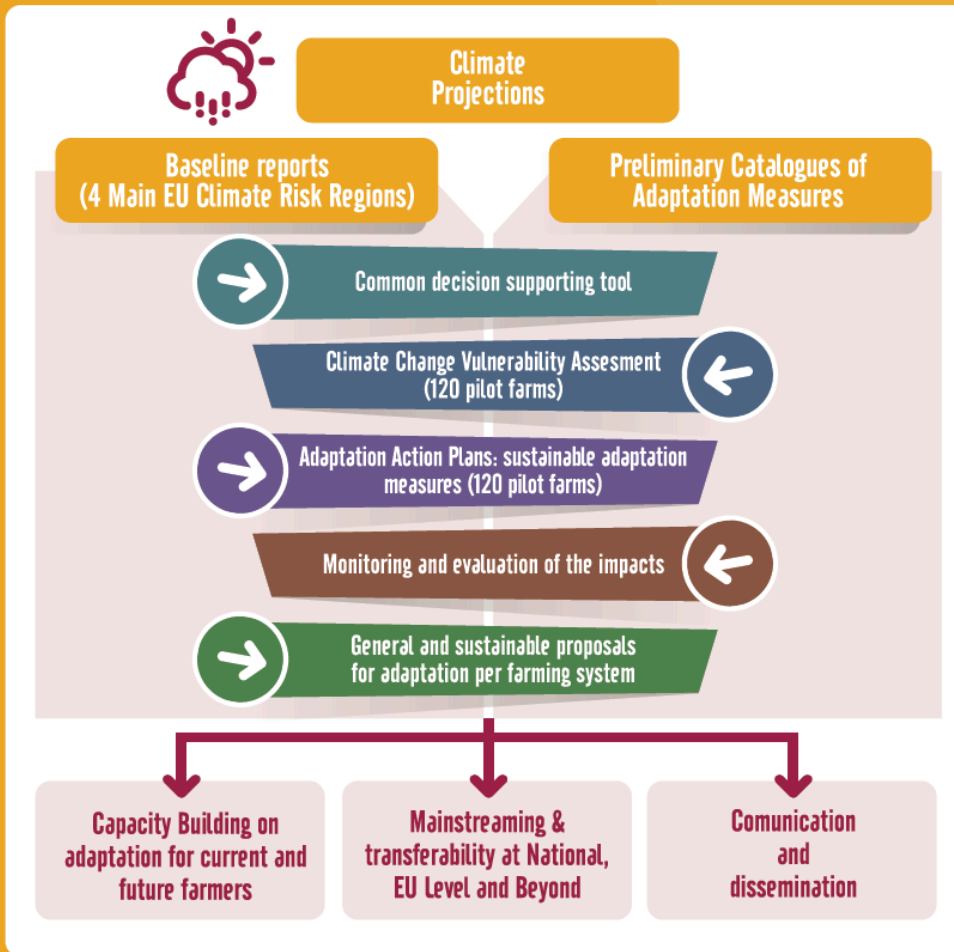 Climate
Projections
Baseline reports
(4 Main EU Climate Risk Regions)
Preliminary Catalogues of
Adaptation Measures
Common decision supporting tool
Climate Change Vulnerability Assesment
(120 pilot farms)
Adaptation Action Plans: sustainable adaptation
measures (120 pilot farms)
Monitoring and evaluation of the impacts
General and sustainable proposals
for adaptation per farming system
Capacity Building on
adaptation for current and
future farmers
Mainstreaming &
transferability at National,
EU Level and Beyond
Comunication
and
dissemination